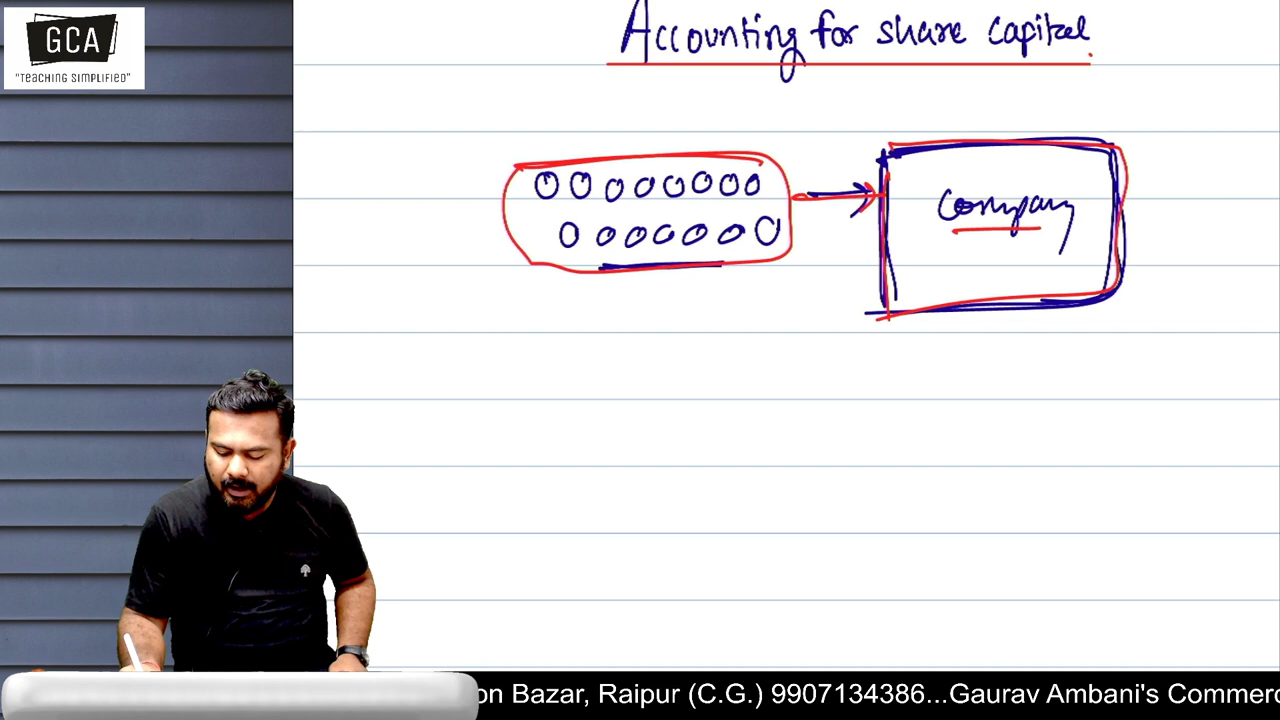 GCA
"TEACHING SIMPLIFIED"
Accounting for share capital
Company
on Bazar, Raipur (C.G.) 9907134386...Gaurav Ambani's Commerc